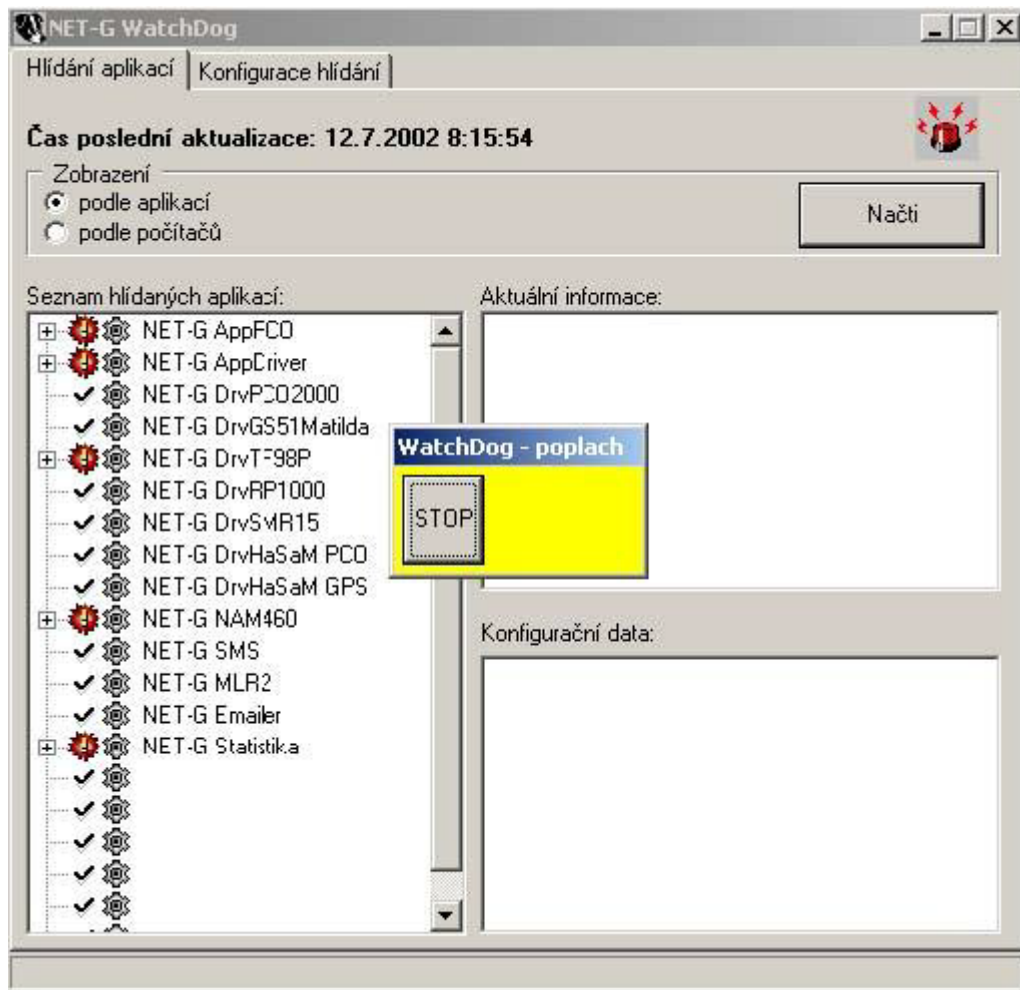 NET-G WatchDog
Hlídání aplikací
Konfigurace hlídání
Čas poslední aktualizace: 12.7.2002 8:15:54
Zobrazení
podle aplikací
podle počítačů
Načti
Seznam hlídaných aplikací:
NET-G AppPCO
NET-G AppDriver
NET-G DrvPCO2000
NET-G DrvGS51Matilda
NET-G DrvTF98P
NET-G DrvRP1000
NET-G DrvSMR15
NET-G DrvHaSaM PCO
NET-G DrvHaSaM GPS
NET-G NAM460
NET-G SMS
NET-G MLR2
NET-G Emailer
NET-G Statistika
Aktuální informace:
WatchDog - poplach
STOP
Konfigurační data: